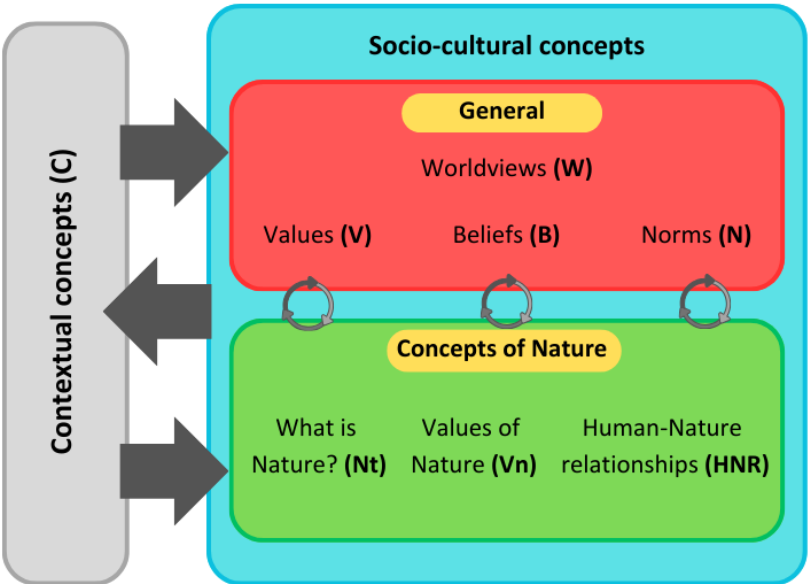 Contextual concepts (C)
Socio-cultural concepts
General
Worldviews (W)
Values (V)
Beliefs (B)
Norms (N)
Concepts of Nature
What is
Nature? (Nt)
Values of
Nature (Vn)
Human-Nature
relationships (HNR)